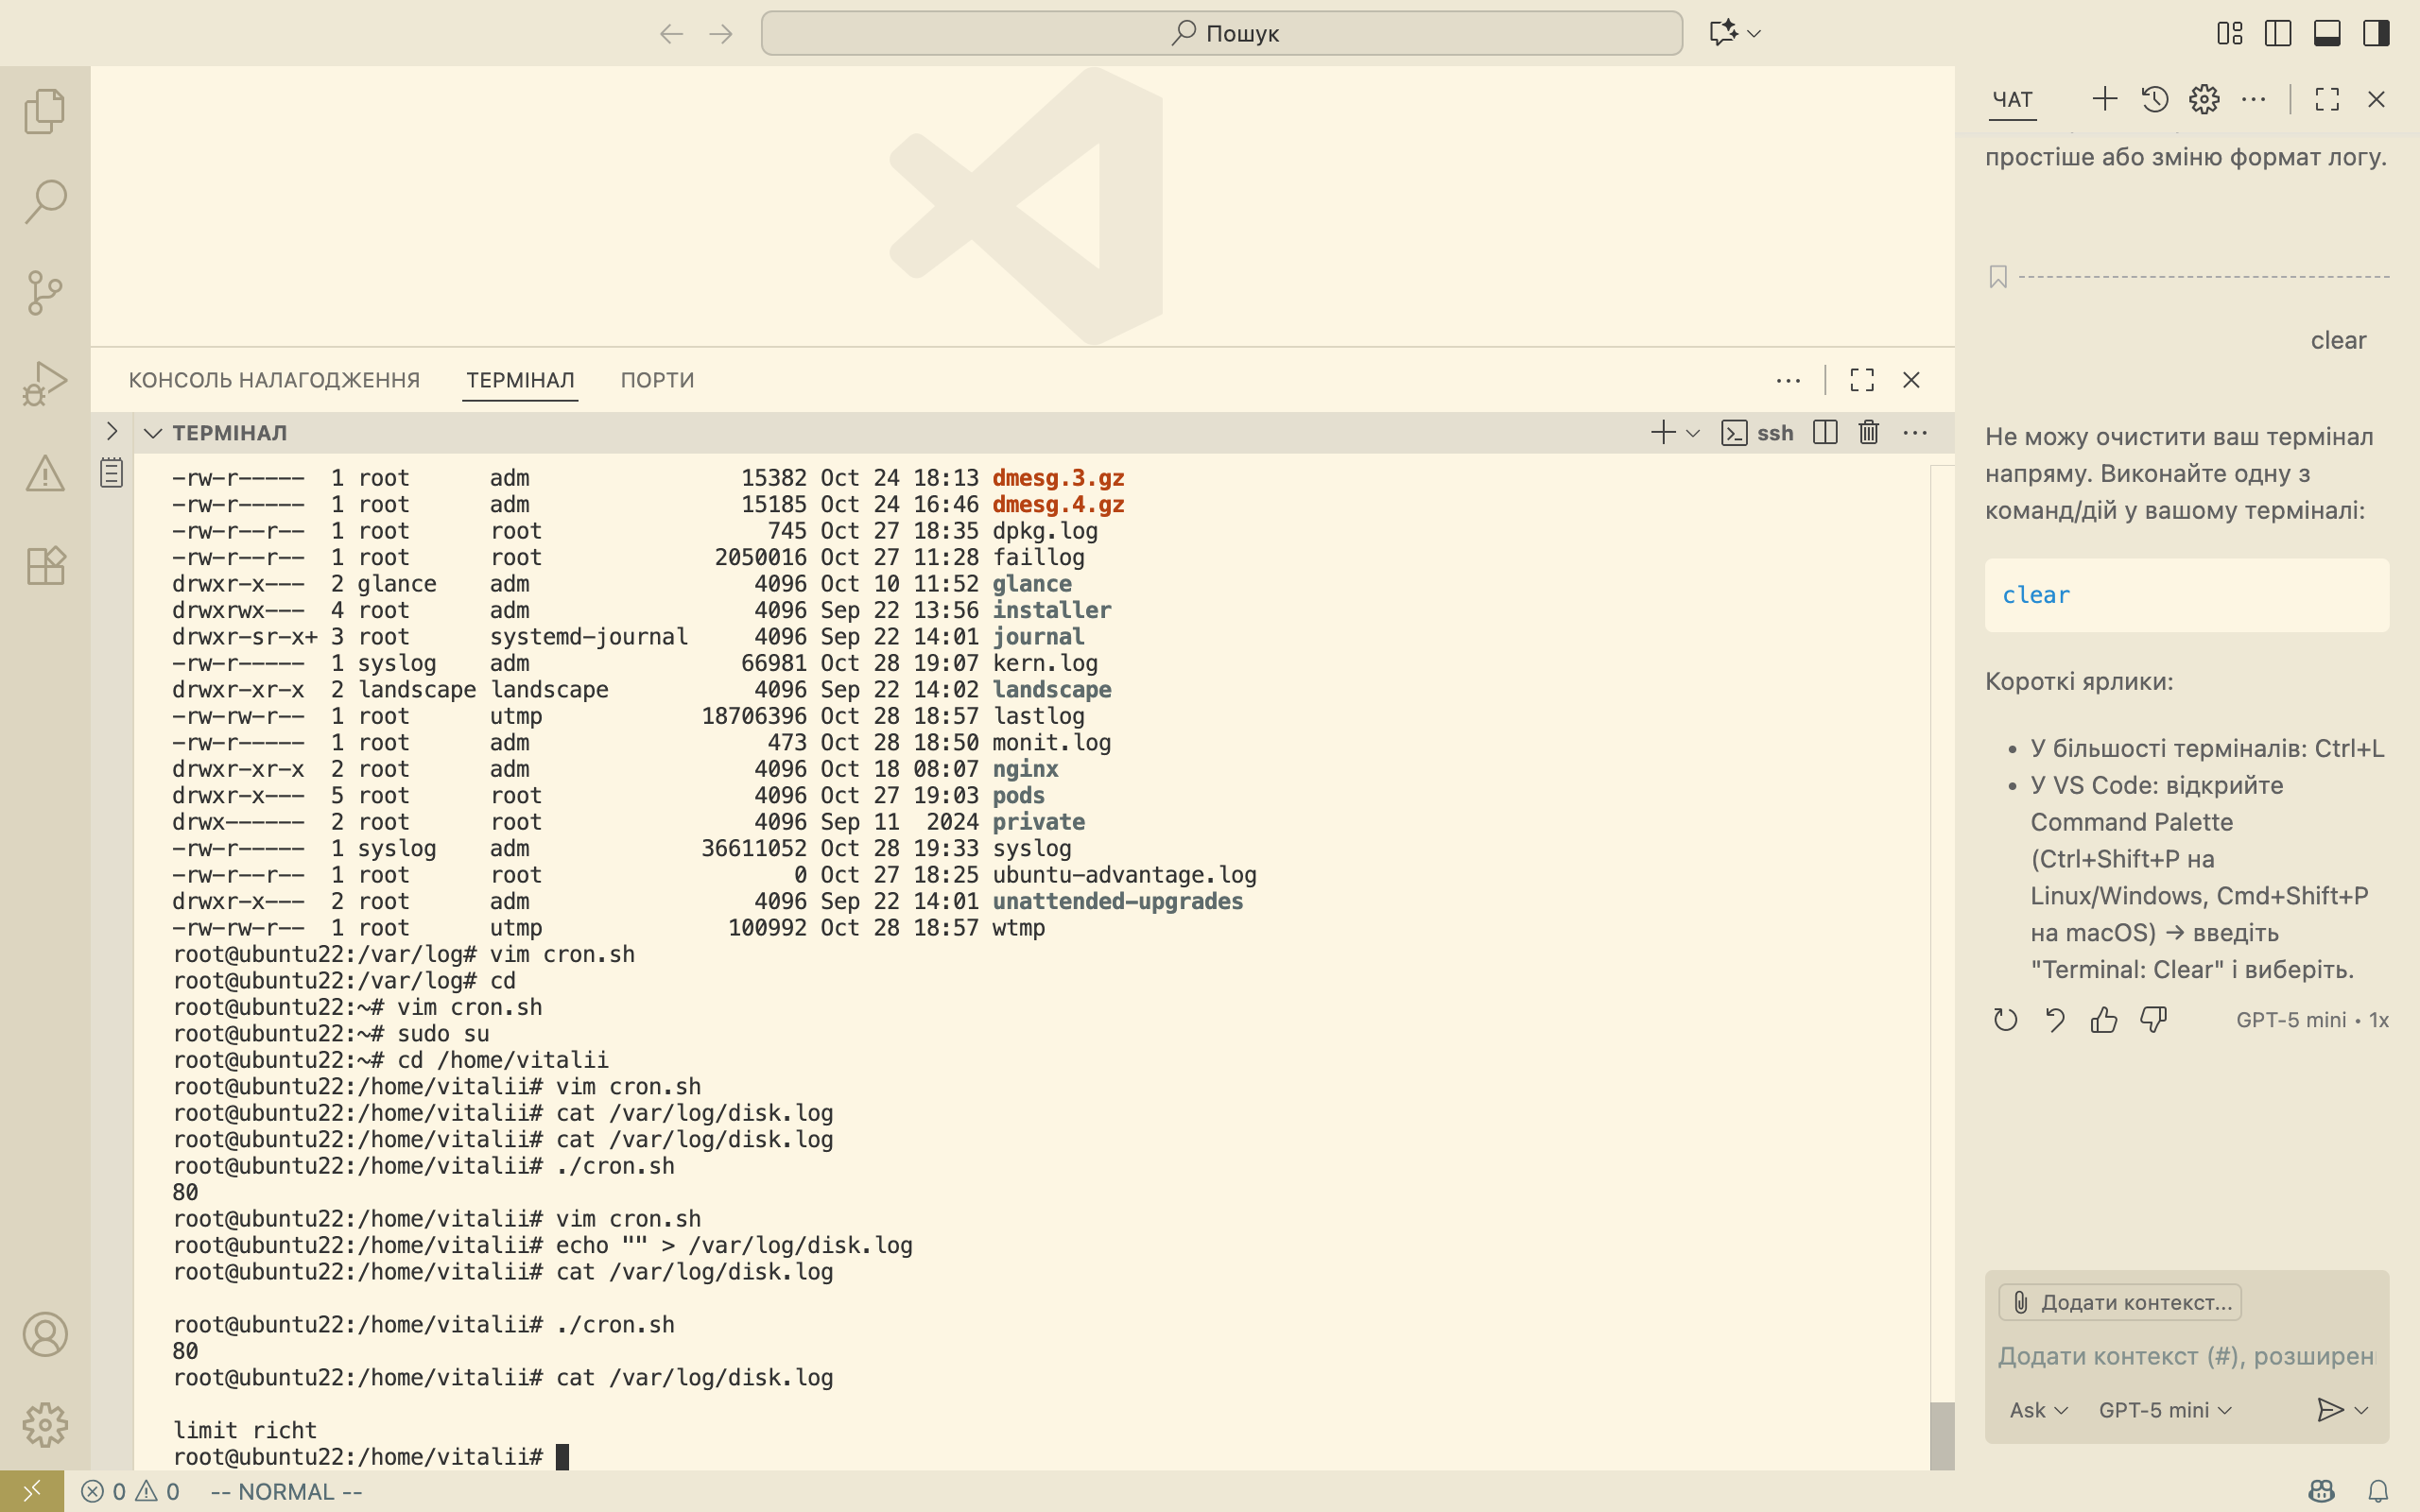 Пошук
КОНСОЛЬ НАЛАГОДЖЕННЯ ТЕРМІНАЛ ПОРТИ
ТЕРМІНАЛ
ssh
-rw-r----- 1 root adm 15382 Oct 24 18:13 dmesg.3.gz
-rw-r----- 1 root adm 15185 Oct 24 16:46 dmesg.4.gz
-rw-r--r-- 1 root root 745 Oct 27 18:35 dpkg.log
-rw-r--r-- 1 root root 2050016 Oct 27 11:28 faillog
drwxr-x--- 2 glance adm 4096 Oct 10 11:52 glance
drwxrwx--- 4 root adm 4096 Sep 22 13:56 installer
drwxr-sr-x+ 3 root systemd-journal 4096 Sep 22 14:01 journal
-rw-r----- 1 syslog adm 66981 Oct 28 19:07 kern.log
drwxr-xr-x 2 landscape landscape 4096 Sep 22 14:02 landscape
-rw-rw-r-- 1 root utmp 18706396 Oct 28 18:57 lastlog
-rw-r----- 1 root adm 473 Oct 28 18:50 monit.log
drwxr-xr-x 2 root adm 4096 Oct 18 08:07 nginx
drwxr-x--- 5 root root 4096 Oct 27 19:03 pods
drwx------ 2 root root 4096 Sep 11 2024 private
-rw-r----- 1 syslog adm 36611052 Oct 28 19:33 syslog
-rw-r--r-- 1 root root 0 Oct 27 18:25 ubuntu-advantage.log
drwxr-x--- 2 root adm 4096 Sep 22 14:01 unattended-upgrades
-rw-rw-r-- 1 root utmp 100992 Oct 28 18:57 wtmp
root@ubuntu22:/var/log# vim cron.sh
root@ubuntu22:/var/log# cd
root@ubuntu22:~# vim cron.sh
root@ubuntu22:~# sudo su
root@ubuntu22:~# cd /home/vitalii
root@ubuntu22:/home/vitalii# vim cron.sh
root@ubuntu22:/home/vitalii# cat /var/log/disk.log
root@ubuntu22:/home/vitalii# cat /var/log/disk.log
root@ubuntu22:/home/vitalii# ./cron.sh
80
root@ubuntu22:/home/vitalii# vim cron.sh
root@ubuntu22:/home/vitalii# echo "" > /var/log/disk.log
root@ubuntu22:/home/vitalii# cat /var/log/disk.log
root@ubuntu22:/home/vitalii# ./cron.sh
80
root@ubuntu22:/home/vitalii# cat /var/log/disk.log
limit richt
root@ubuntu22:/home/vitalii#
0 0 -- NORMAL --
ЧАТ
простіше або зміню формат логу.
clear
Не можу очистити ваш термінал
напряму. Виконайте одну з
команд/дій у вашому терміналі:
clear
Короткі ярлики:
• У більшості терміналів: Ctrl+L
• У VS Code: відкрийте
Command Palette
(Ctrl+Shift+P на
Linux/Windows, Cmd+Shift+P
на macOS) → введіть
"Terminal: Clear" і виберіть.
GPT-5 mini • 1x
Додати контекст...
Додати контекст (#), розширен
Ask GPT-5 mini